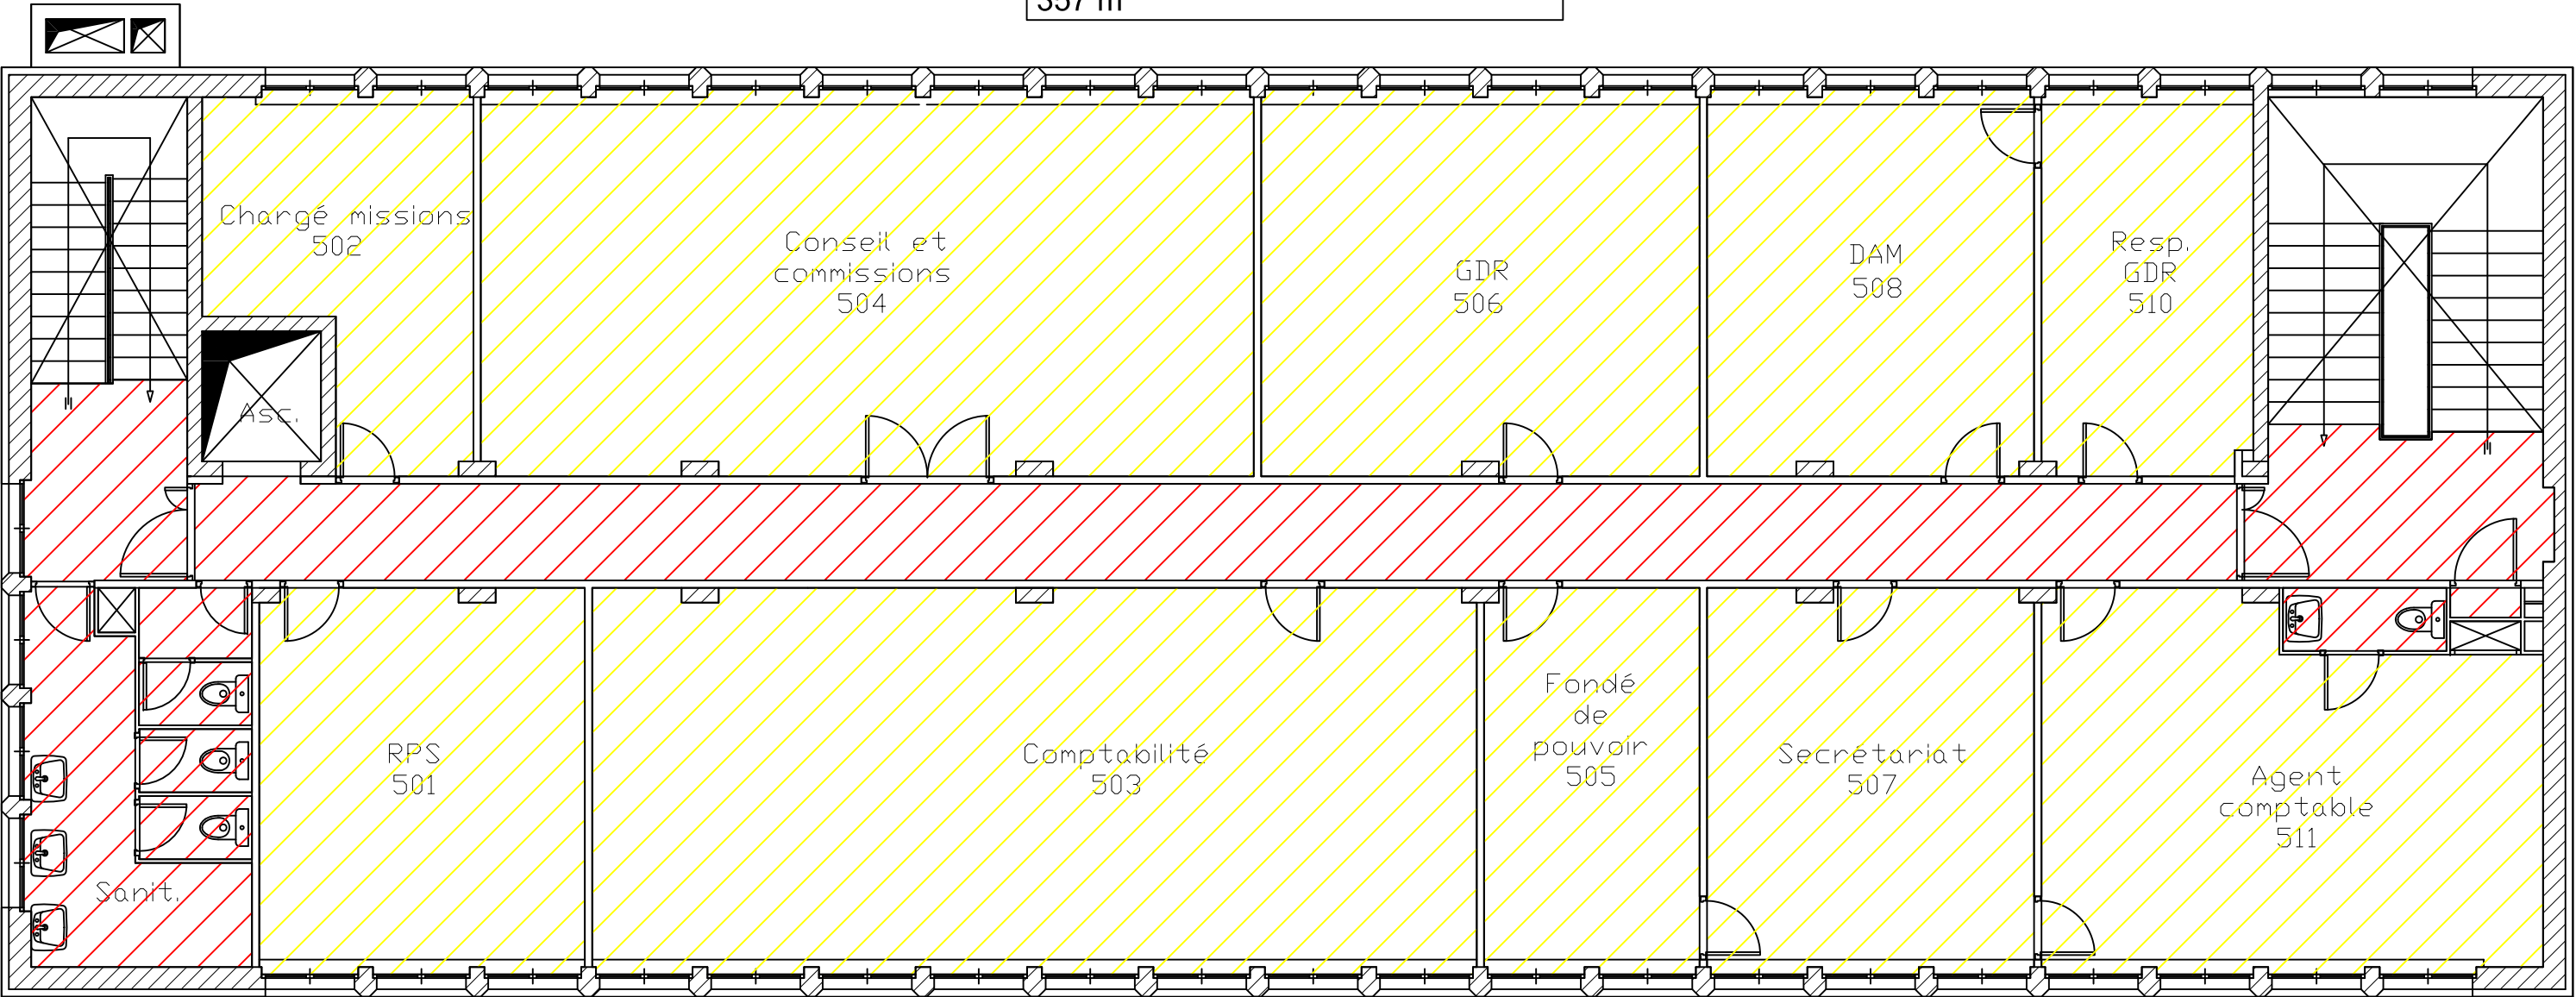 357 m
Chargé missions
502
Conseil et
commissions
504
GDR
506
DAM
508
Resp.
GDR
510
Asc.
RPS
501
Comptabilité
503
Fondé
de
pouvoir
505
Secrétariat
507
Agent
comptable
511
Sanit.